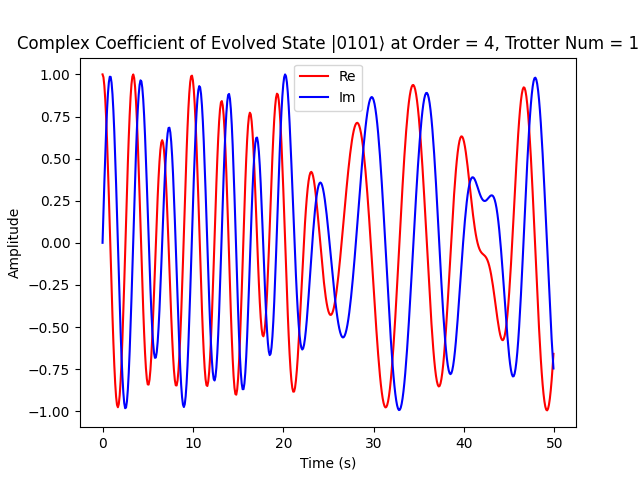 Complex Coefficient of Evolved State |0101⟩ at Order = 4, Trotter Num = 1
Re
Im
1.00
0.75
0.50
0.25
0.00
−0.25
−0.50
−0.75
−1.00
Amplitude
0 10 20 30 40 50
Time (s)